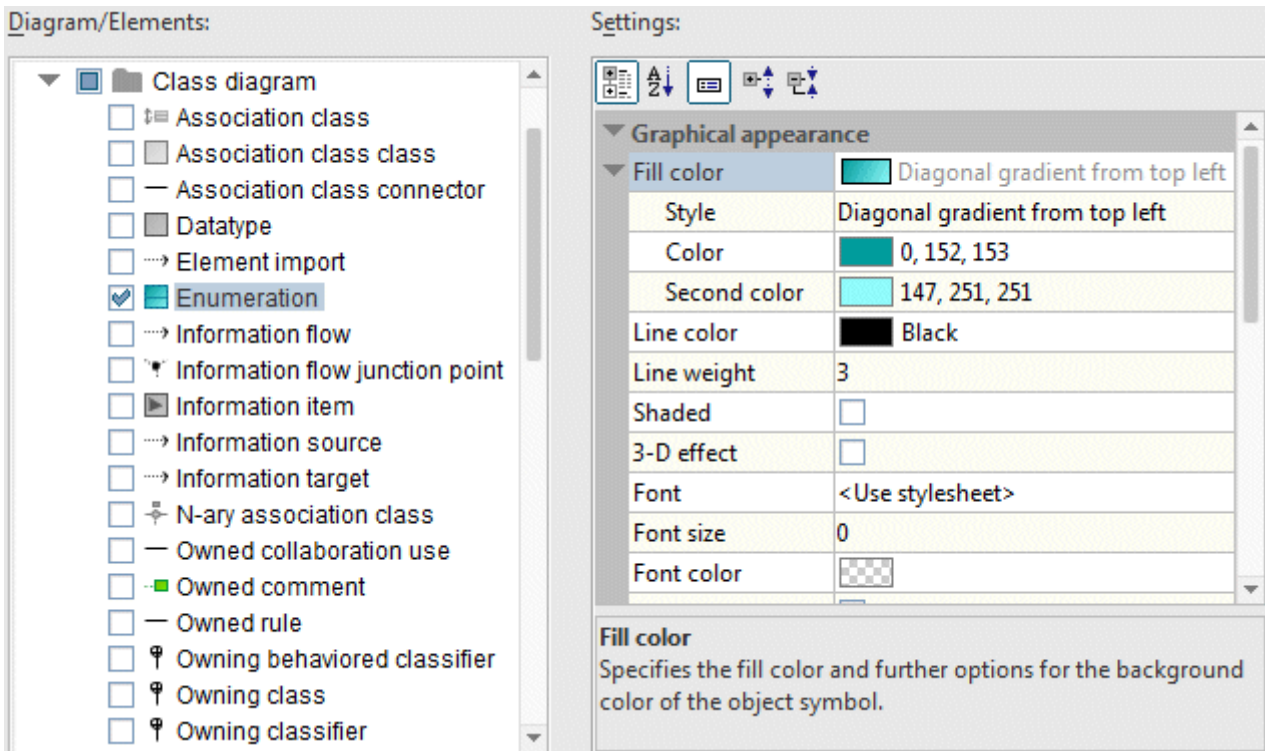 Diagram/Elements:
Class diagram
Association class
Association class class
Association class connector
Datatype
Element import
Enumeration
Information flow
Information flow junction point
Information item
Information source
Information target
N-ary association class
Owned collaboration use
Owned comment
Owned rule
Owning behaviored classifier
Owning class
Owning classifier
Settings:
Graphical appearance
Fill color Diagonal gradient from top left
Style Diagonal gradient from top left
Color 0, 152, 153
Second color 147, 251, 251
Line color Black
Line weight 3
Shaded
3-D effect
Font <Use stylesheet>
Font size 0
Font color
Fill color
Specifies the fill color and further options for the background
color of the object symbol.